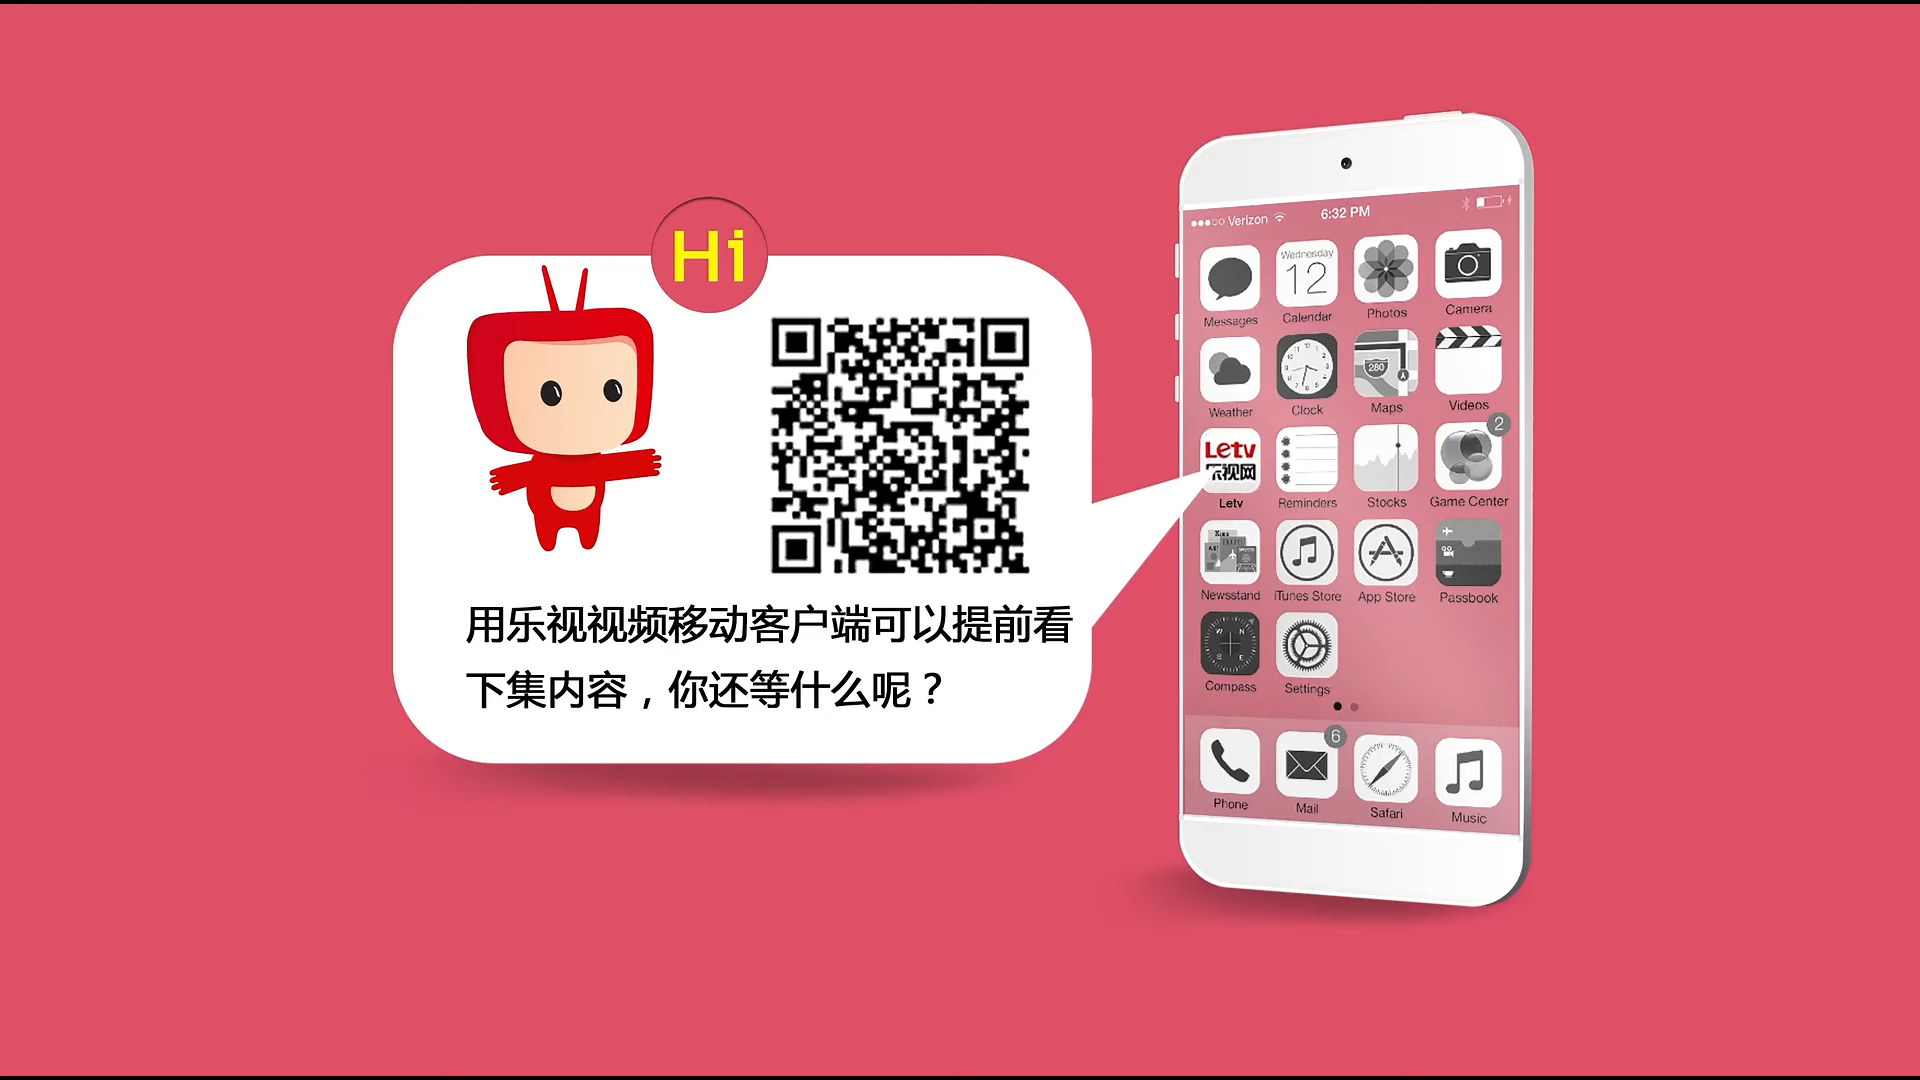 Hi
用乐视视频移动客户端可以提前看
下集内容，你还等什么呢？
Verizon 6:32 PM
Wednesday
12
Messages Calendar Photos Camera
280
Weather Clock Maps Videos
2
Letv
乐视网
Letv Reminders Stocks Game Center
Newsstand iTunes Store App Store Passbook
N
W
S E
Compass Settings
6
Phone Mail Safari Music